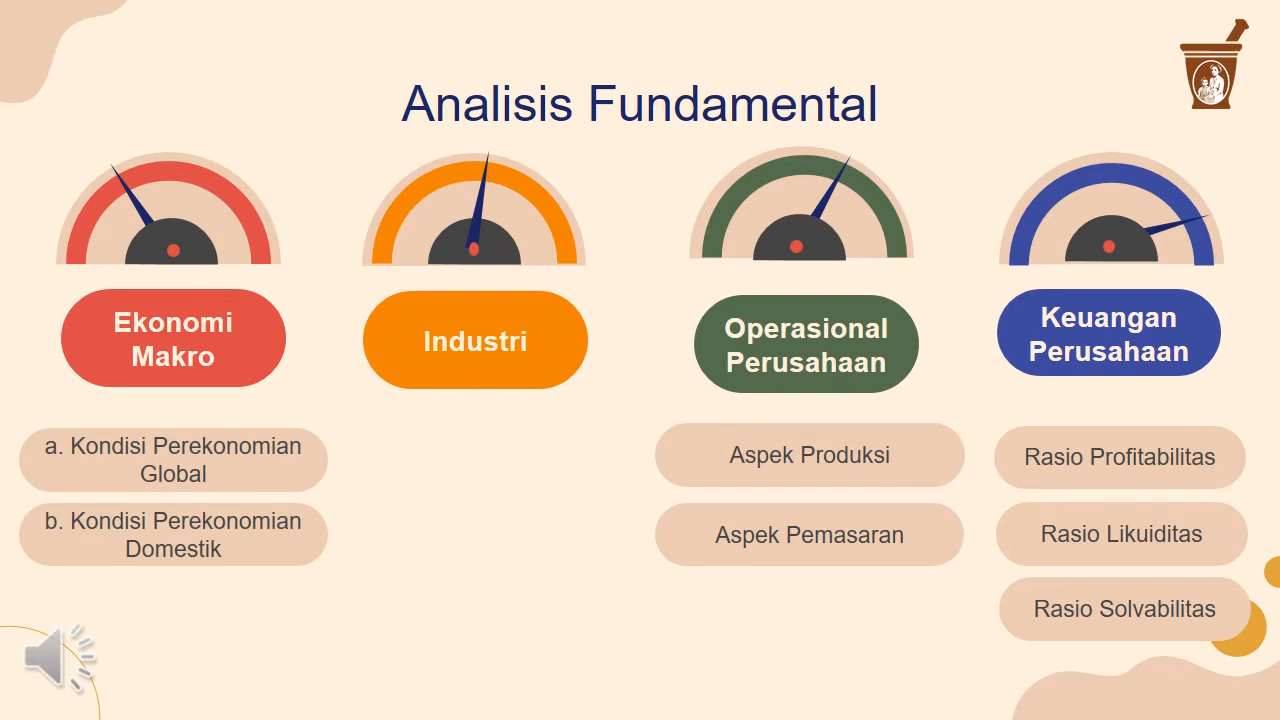 Analisis Fundamental
Ekonomi
Makro
Industri
Operasional
Perusahaan
Keuangan
Perusahaan
a. Kondisi Perekonomian
Global
b. Kondisi Perekonomian
Domestik
Aspek Produksi
Aspek Pemasaran
Rasio Profitabilitas
Rasio Likuiditas
Rasio Solvabilitas